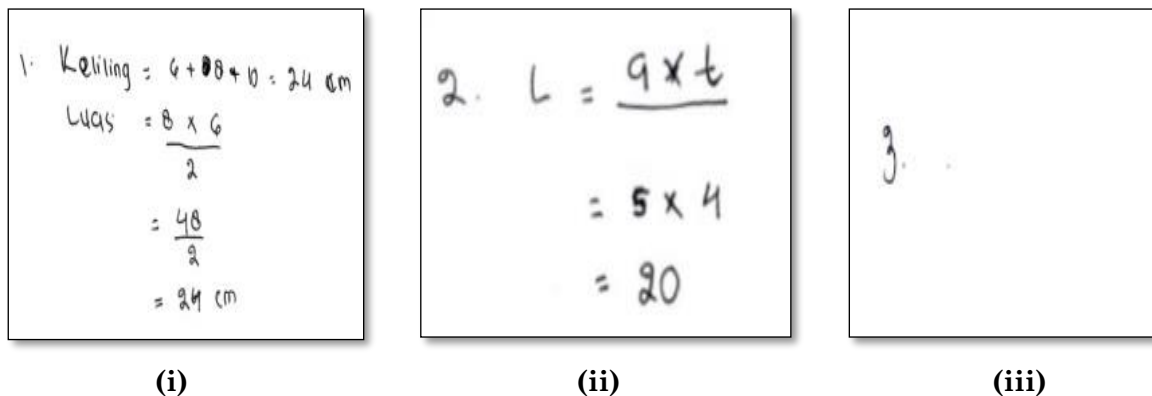 1. Keliling = 6 + 8 + 10 = 24 cm
Luas = 8 x 6
2
= 48
2
= 24 cm
(i)
2. L = a x t
= 5 x 4
= 20
(ii)
3. .
(iii)